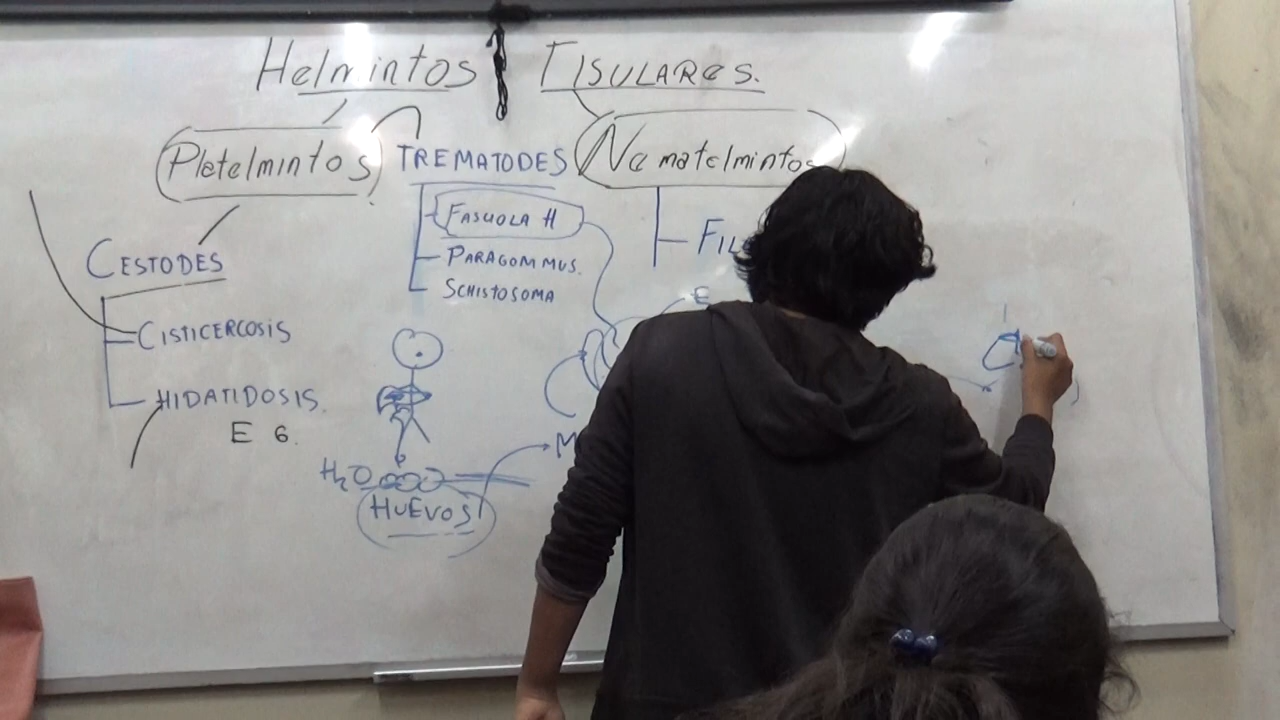 Helmintos TISULARES.
Pletelmintos
TREMATODES
Nematelmintos
FASUOLA H
PARAGOMMUS.
SCHISTOSOMA
CESTODES
CISTICERCOSIS
HIDATIDOSIS.
E G.
E
H2O
HUEVOS
M